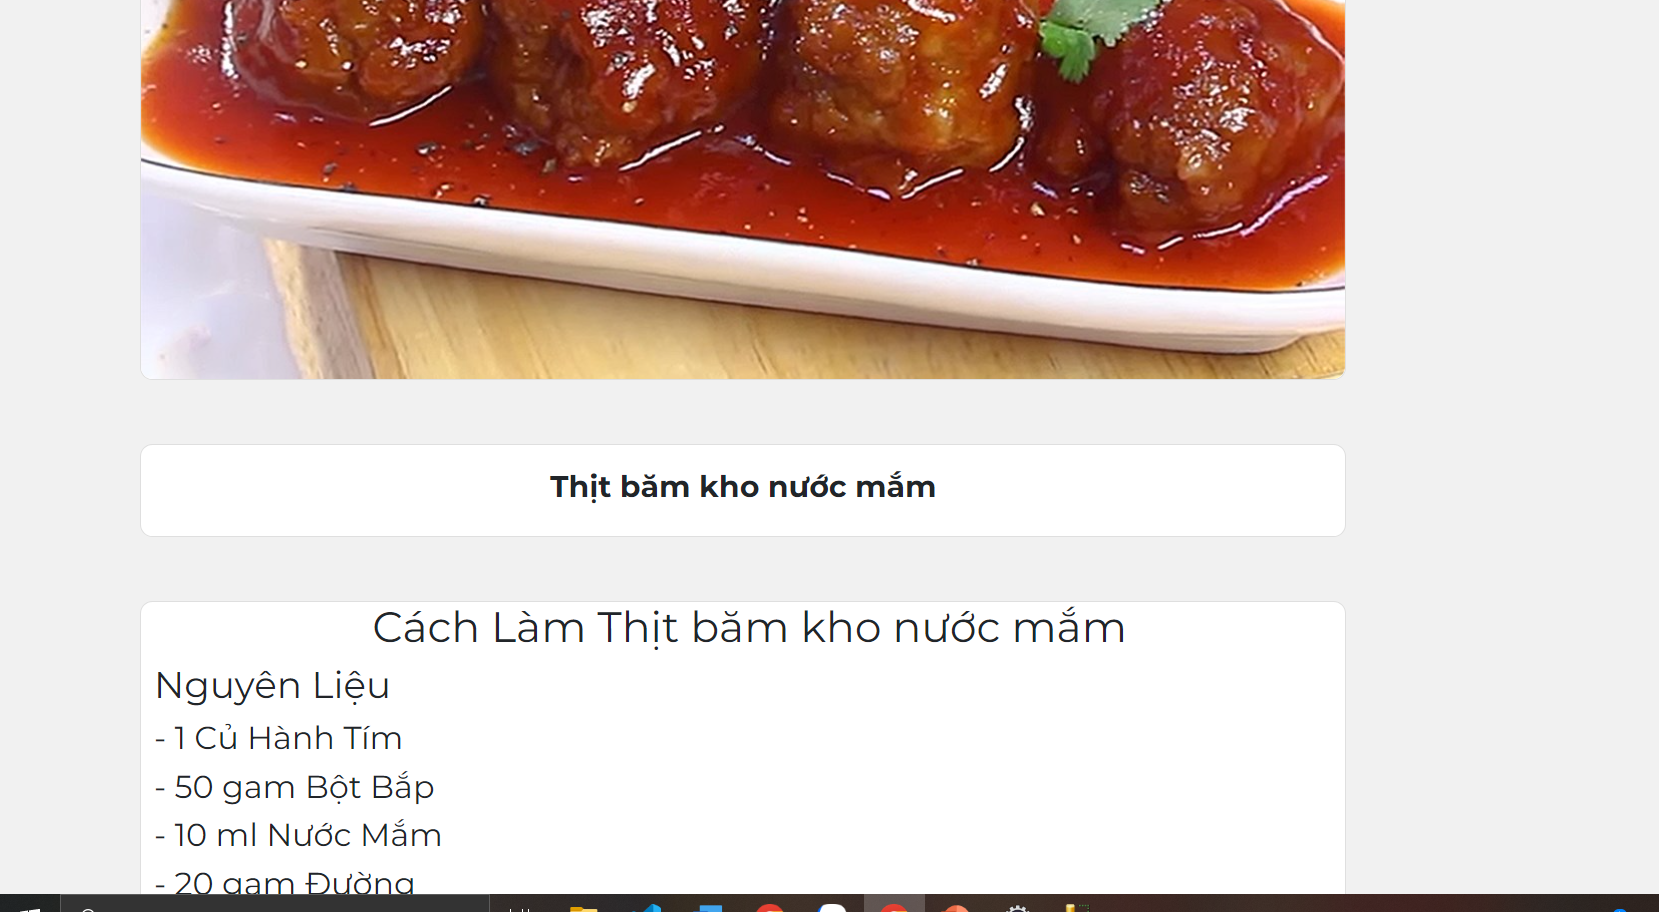 Thịt băm kho nước mắm
Cách Làm Thịt băm kho nước mắm
Nguyên Liệu
- 1 Củ Hành Tím
- 50 gam Bột Bắp
- 10 ml Nước Mắm
- 20 gam Đường